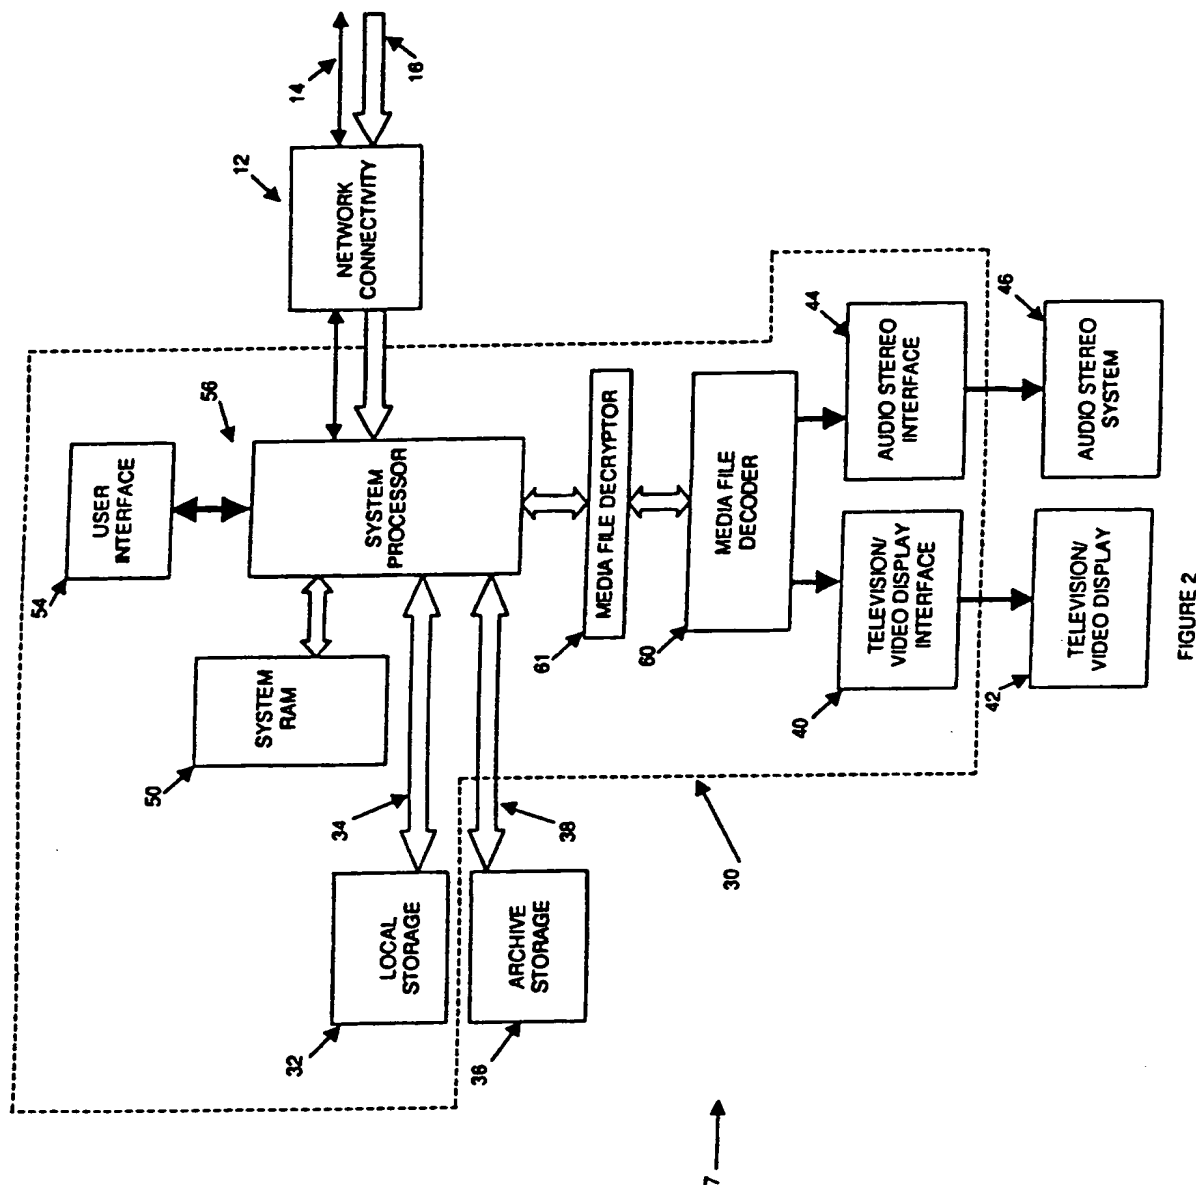 14
16
12
NETWORK
CONNECTIVITY
56
54
USER
INTERFACE
SYSTEM
PROCESSOR
50
SYSTEM
RAM
34
38
32
LOCAL
STORAGE
36
ARCHIVE
STORAGE
61
MEDIA FILE DECRYPTOR
60
MEDIA FILE
DECODER
44
AUDIO STEREO
INTERFACE
40
TELEVISION/
VIDEO DISPLAY
INTERFACE
46
AUDIO STEREO
SYSTEM
42
TELEVISION/
VIDEO DISPLAY
30
7
FIGURE 2